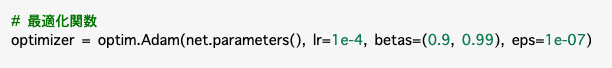 # 最適化関数
optimizer = optim.Adam(net.parameters(), lr=1e-4, betas=(0.9, 0.99), eps=1e-07)